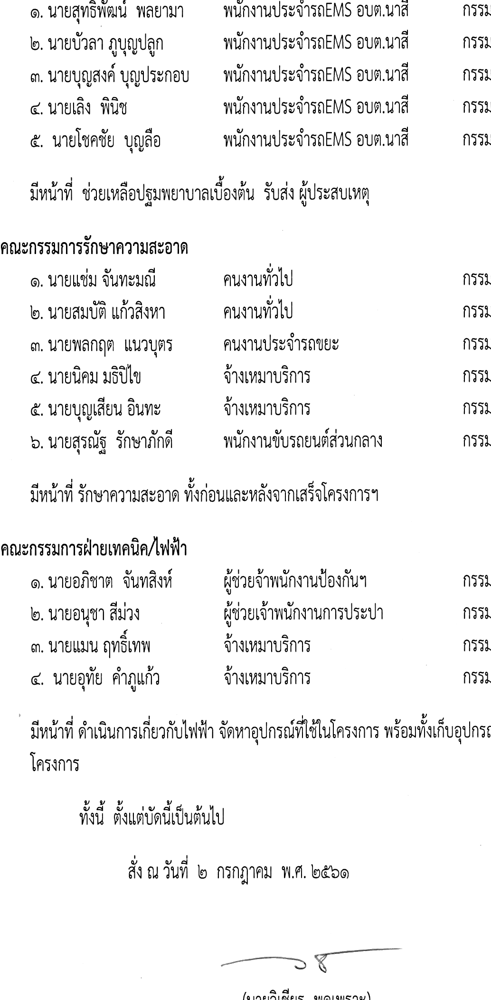 ๑. นายสุทธิพัฒน์ พลยามา พนักงานประจำรถEMS อบต.นาสี กรรม
๒. นายบัวลา ภูบุญปลูก พนักงานประจำรถEMS อบต.นาสี กรรม
๓. นายบุญสงค์ บุญประกอบ พนักงานประจำรถEMS อบต.นาสี กรรม
๔. นายเลิง พินิช พนักงานประจำรถEMS อบต.นาสี กรรม
๕. นายโชคชัย บุญลือ พนักงานประจำรถEMS อบต.นาสี กรรม
มีหน้าที่ ช่วยเหลือปฐมพยาบาลเบื้องต้น รับส่ง ผู้ประสบเหตุ
คณะกรรมการรักษาความสะอาด
๑. นายแช่ม จันทะมณี คนงานทั่วไป กรรม
๒. นายสมบัติ แก้วสิงหา คนงานทั่วไป กรรม
๓. นายพลกฤต แนวบุตร คนงานประจำรถขยะ กรรม
๔. นายนิคม มธิปิไข จ้างเหมาบริการ กรรม
๕. นายบุญเสียน อินทะ จ้างเหมาบริการ กรรม
๖. นายสุรณัฐ รักษาภักดี พนักงานขับรถยนต์ส่วนกลาง กรรม
มีหน้าที่ รักษาความสะอาด ทั้งก่อนและหลังจากเสร็จโครงการฯ
คณะกรรมการฝ่ายเทคนิค/ไฟฟ้า
๑. นายอภิชาต จันทสิงห์ ผู้ช่วยจ้าพนักงานป้องกันฯ กรรม
๒. นายอนุชา สีม่วง ผู้ช่วยเจ้าพนักงานการประปา กรรม
๓. นายแมน ฤทธิ์เทพ จ้างเหมาบริการ กรรม
๔. นายอุทัย คำภูแก้ว จ้างเหมาบริการ กรรม
มีหน้าที่ ดำเนินการเกี่ยวกับไฟฟ้า จัดหาอุปกรณ์ที่ใช้ในโครงการ พร้อมทั้งเก็บอุปกรณ
โครงการ
ทั้งนี้ ตั้งแต่บัดนี้เป็นต้นไป
สั่ง ณ วันที่ ๒ กรกฎาคม พ.ศ. ๒๕๖๑
(นายวิเชียร